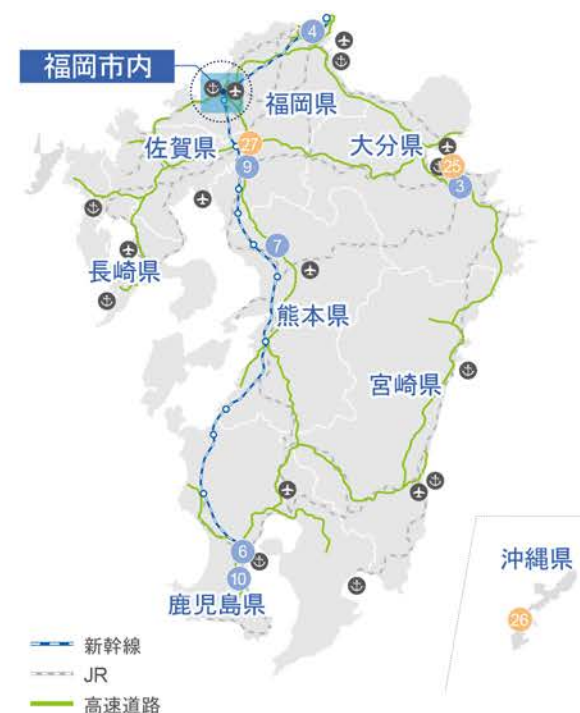 4
福岡市内
福岡県
佐賀県
27
大分県
25
9
3
7
長崎県
熊本県
宮崎県
6
10
鹿児島県
沖縄県
26
新幹線
JR
高速道路